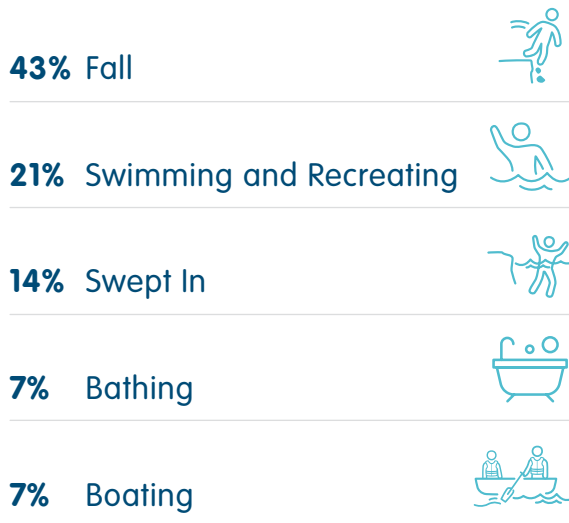 43% Fall
21% Swimming and Recreating
14% Swept In
7% Bathing
7% Boating